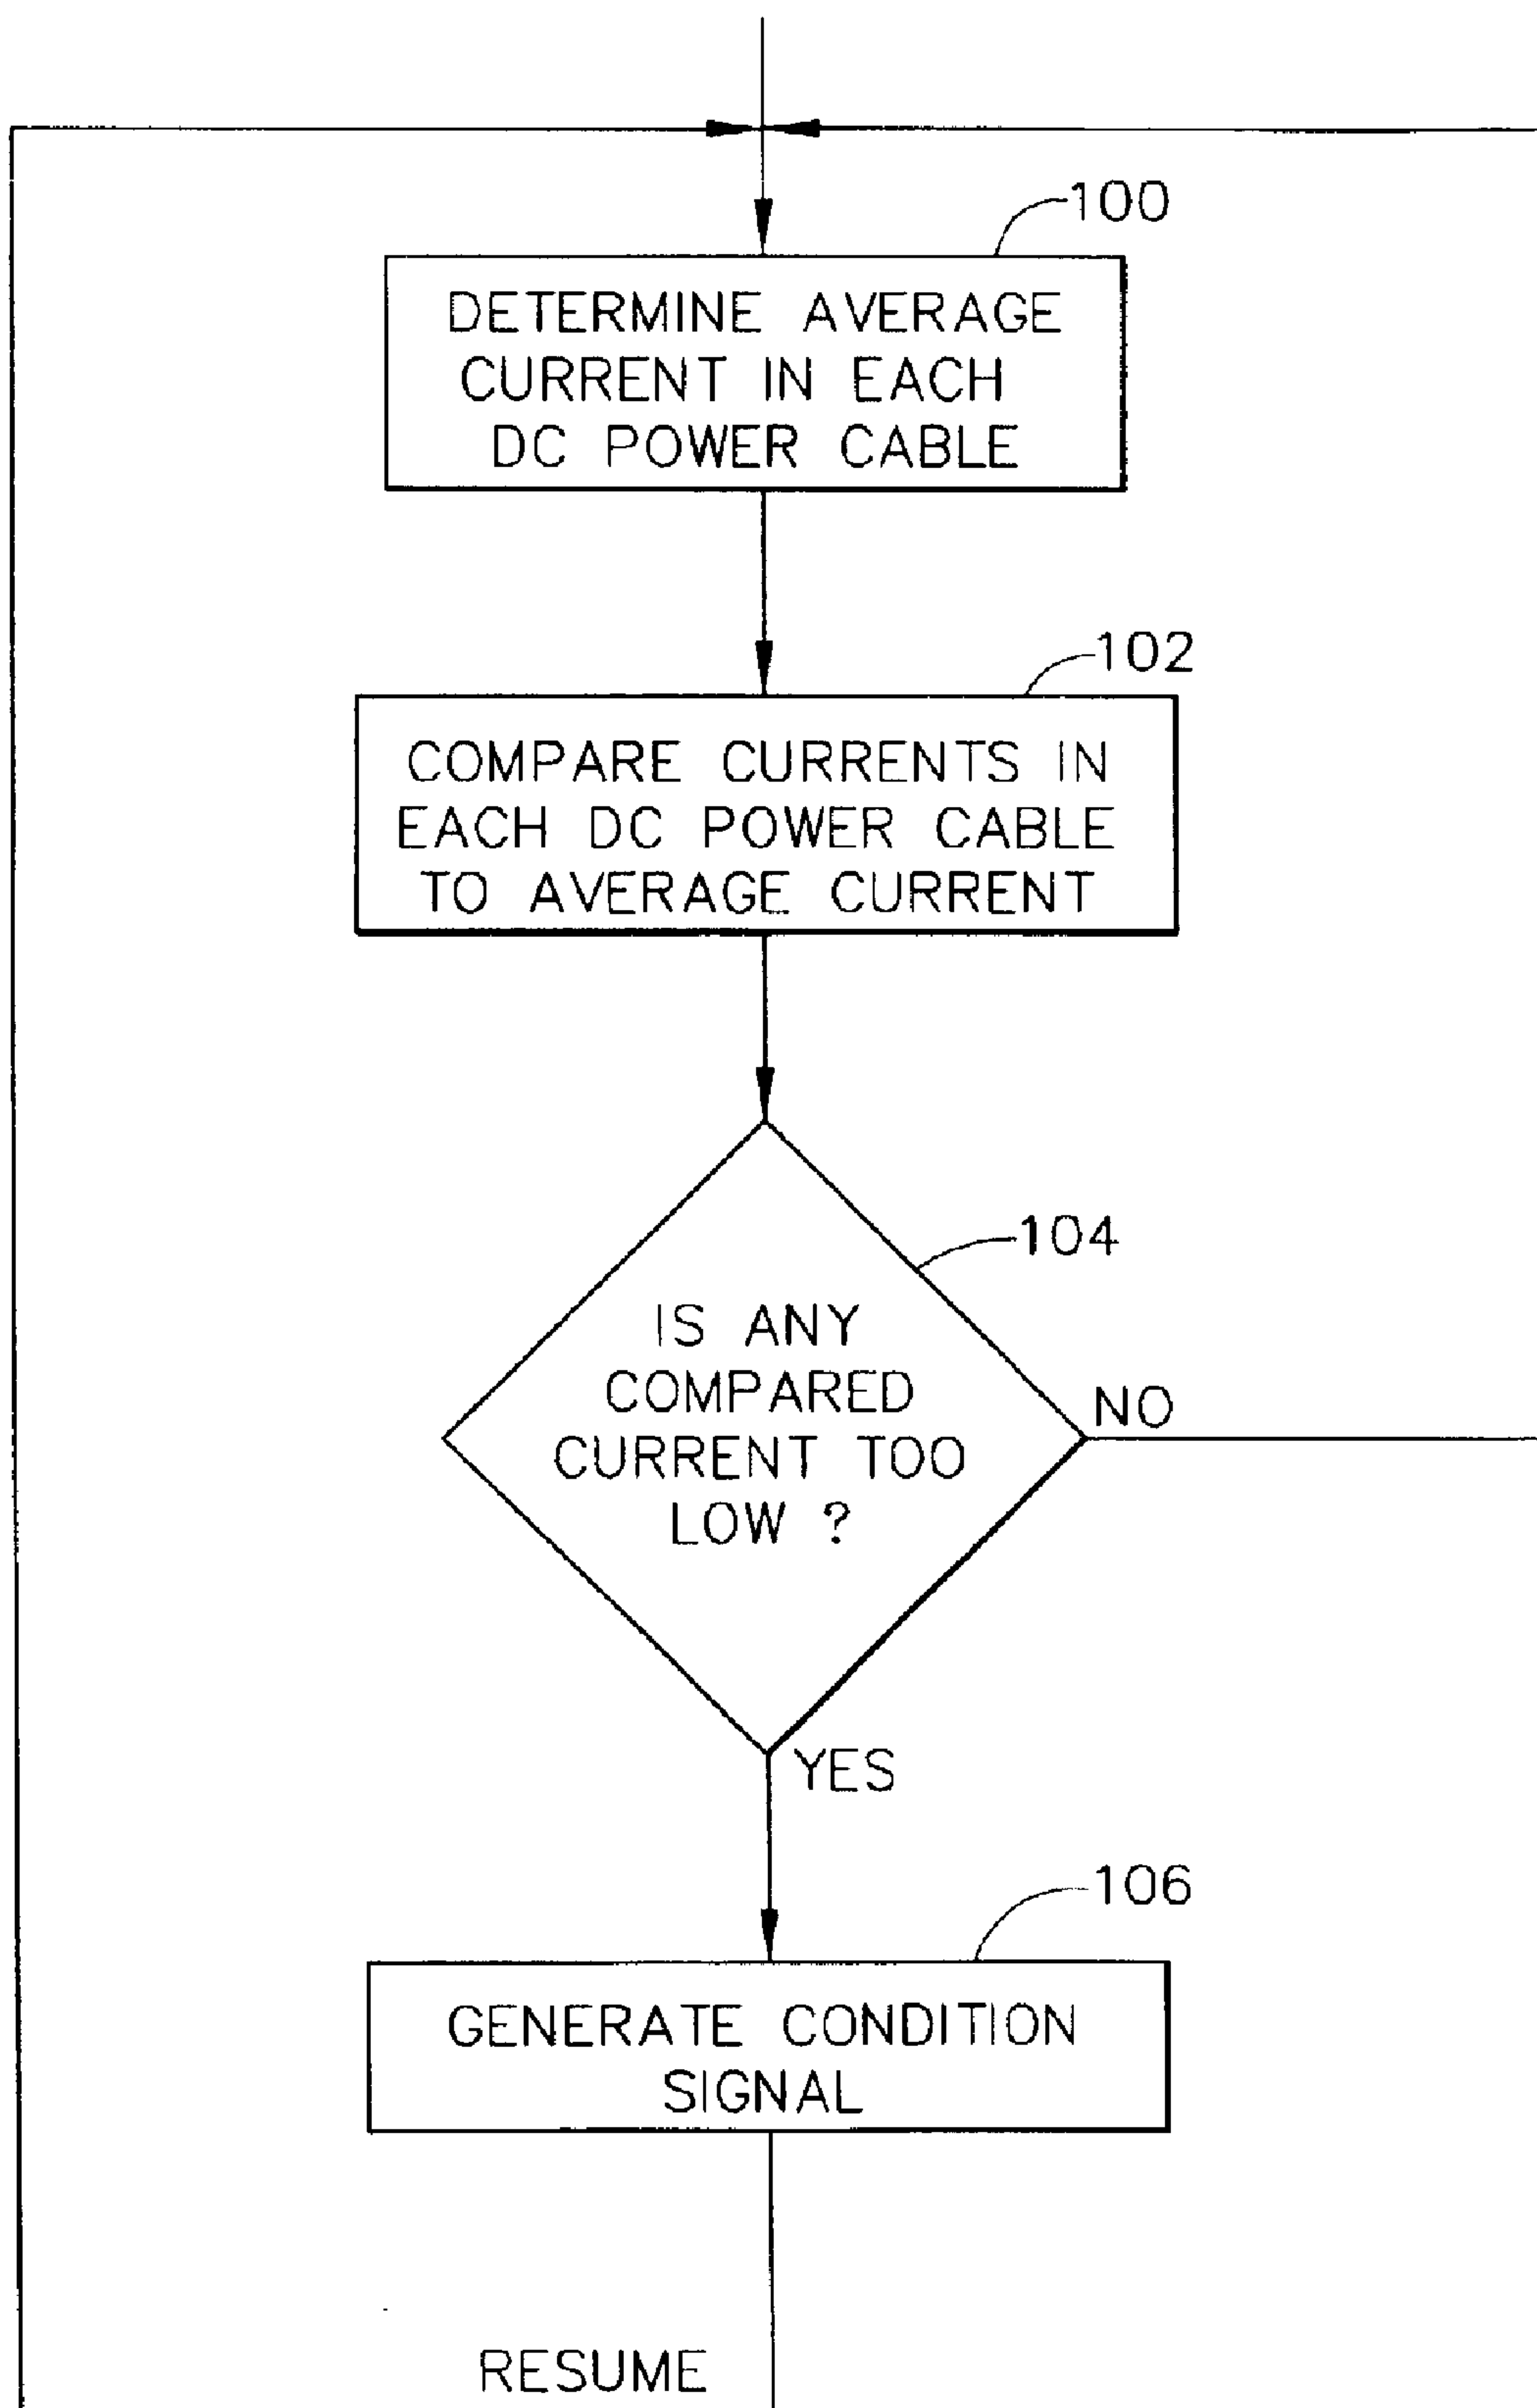 100
DETERMINE AVERAGE
CURRENT IN EACH
DC POWER CABLE
102
COMPARE CURRENTS IN
EACH DC POWER CABLE
TO AVERAGE CURRENT
104
IS ANY
COMPARED
CURRENT TOO
LOW ?
NO
YES
106
GENERATE CONDITION
SIGNAL
RESUME